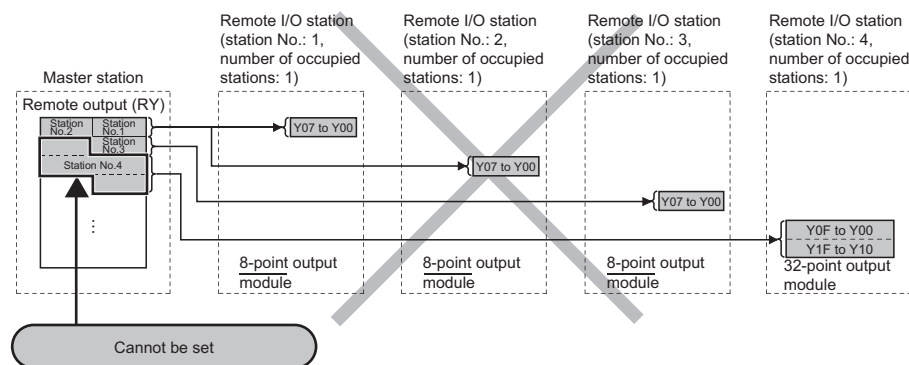 Remote I/O station
(station No.: 1,
number of occupied
stations: 1)
Remote I/O station
(station No.: 2,
number of occupied
stations: 1)
Remote I/O station
(station No.: 3,
number of occupied
stations: 1)
Remote I/O station
(station No.: 4,
number of occupied
stations: 1)
Master station
Remote output (RY)
Station
No.2
Station
No.1
Station
No.3
Station No.4
Y07 to Y00
Y07 to Y00
Y07 to Y00
Y0F to Y00
Y1F to Y10
8-point output
module
8-point output
module
8-point output
module
32-point output
module
Cannot be set